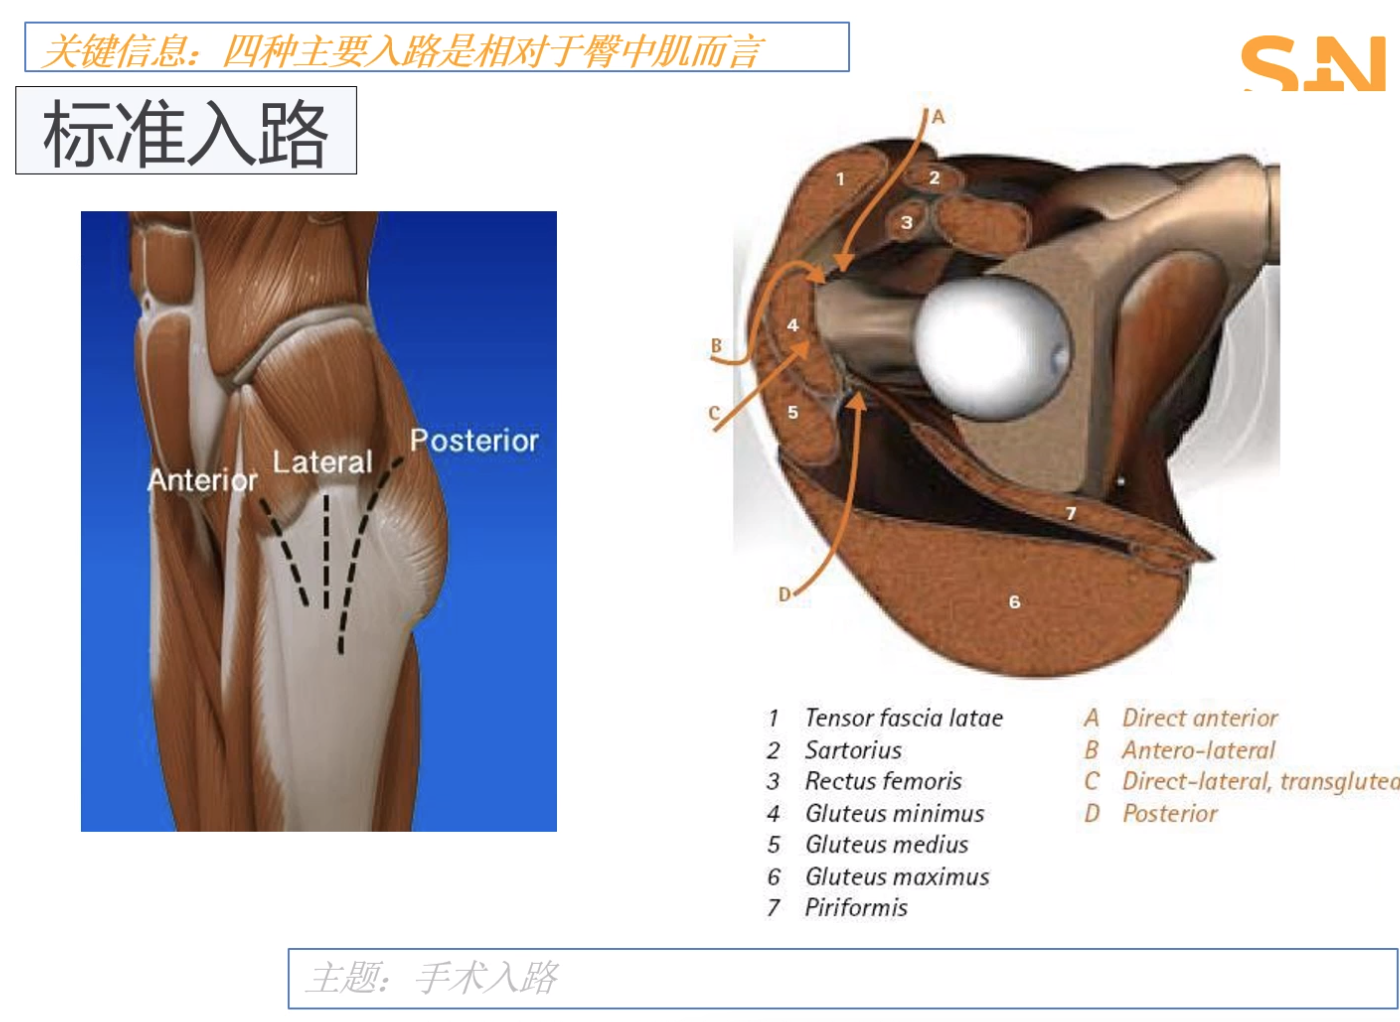 关键信息：四种主要入路是相对于臀中肌而言
S+N
标准入路
Anterior
Lateral
Posterior
A
1
2
3
B
4
C
5
7
D
6
1 Tensor fascia latae
2 Sartorius
3 Rectus femoris
4 Gluteus minimus
5 Gluteus medius
6 Gluteus maximus
7 Piriformis
A Direct anterior
B Antero-lateral
C Direct-lateral, transglutea
D Posterior
主题：手术入路